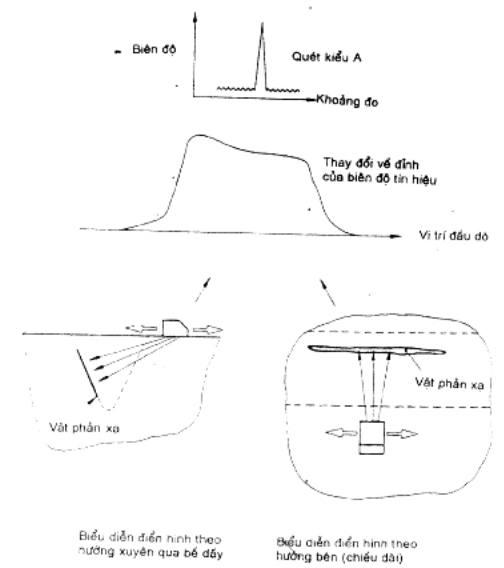 Biên độ
Quét kiểu A
Khoảng đo
Thay đổi về đỉnh
của biên độ tín hiệu
Vị trí đầu dò
Vật phản xạ
Vật phản xạ
Biểu diễn điển hình theo
hướng xuyên qua bề dầy
Biểu diễn điển hình theo
hướng bên (chiều dài)